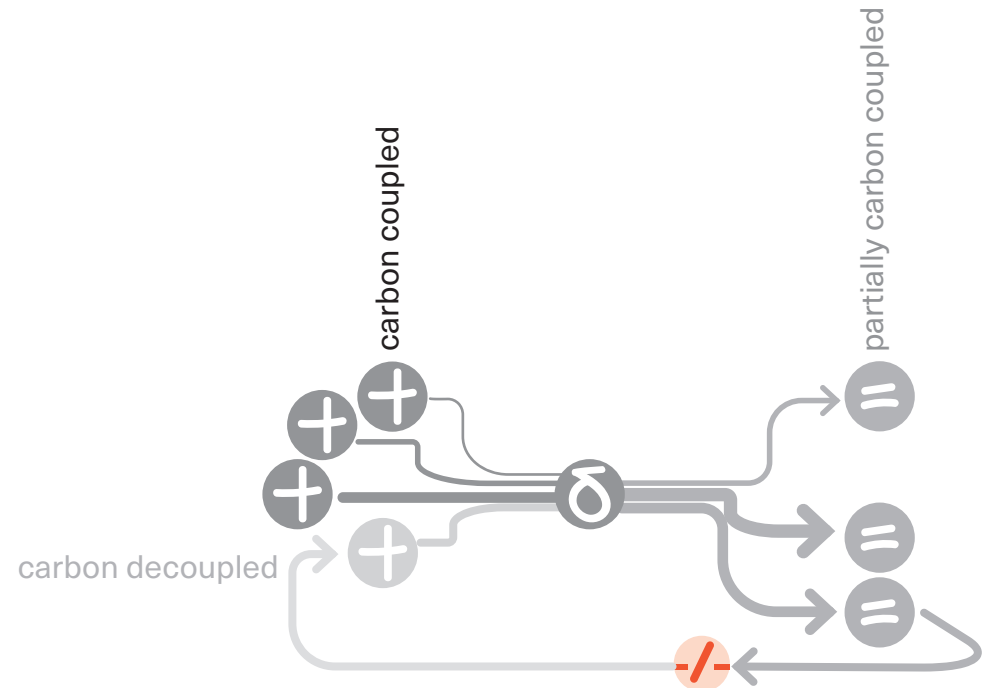 partially carbon coupled
carbon coupled
+
+
+
δ
=
=
=
+
carbon decoupled
-/-